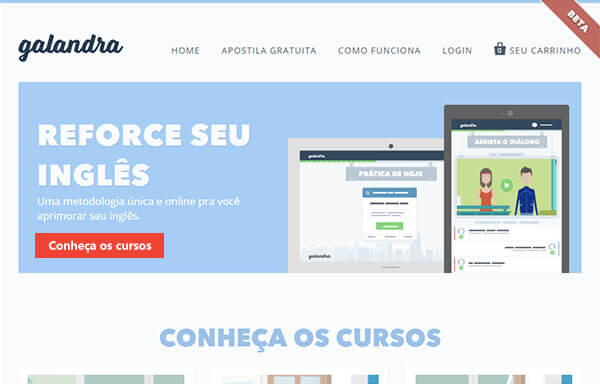 BETA
galandra
HOME APOSTILA GRATUITA COMO FUNCIONA LOGIN 0 SEU CARRINHO
REFORCE SEU
INGLÊS
Uma metodologia única e online pra você
aprimorar seu inglês.
Conheça os cursos
galandra
PRÁTICA DE HOJE
galandra
galandra
ASSISTA O DIÁLOGO
CONHEÇA OS CURSOS